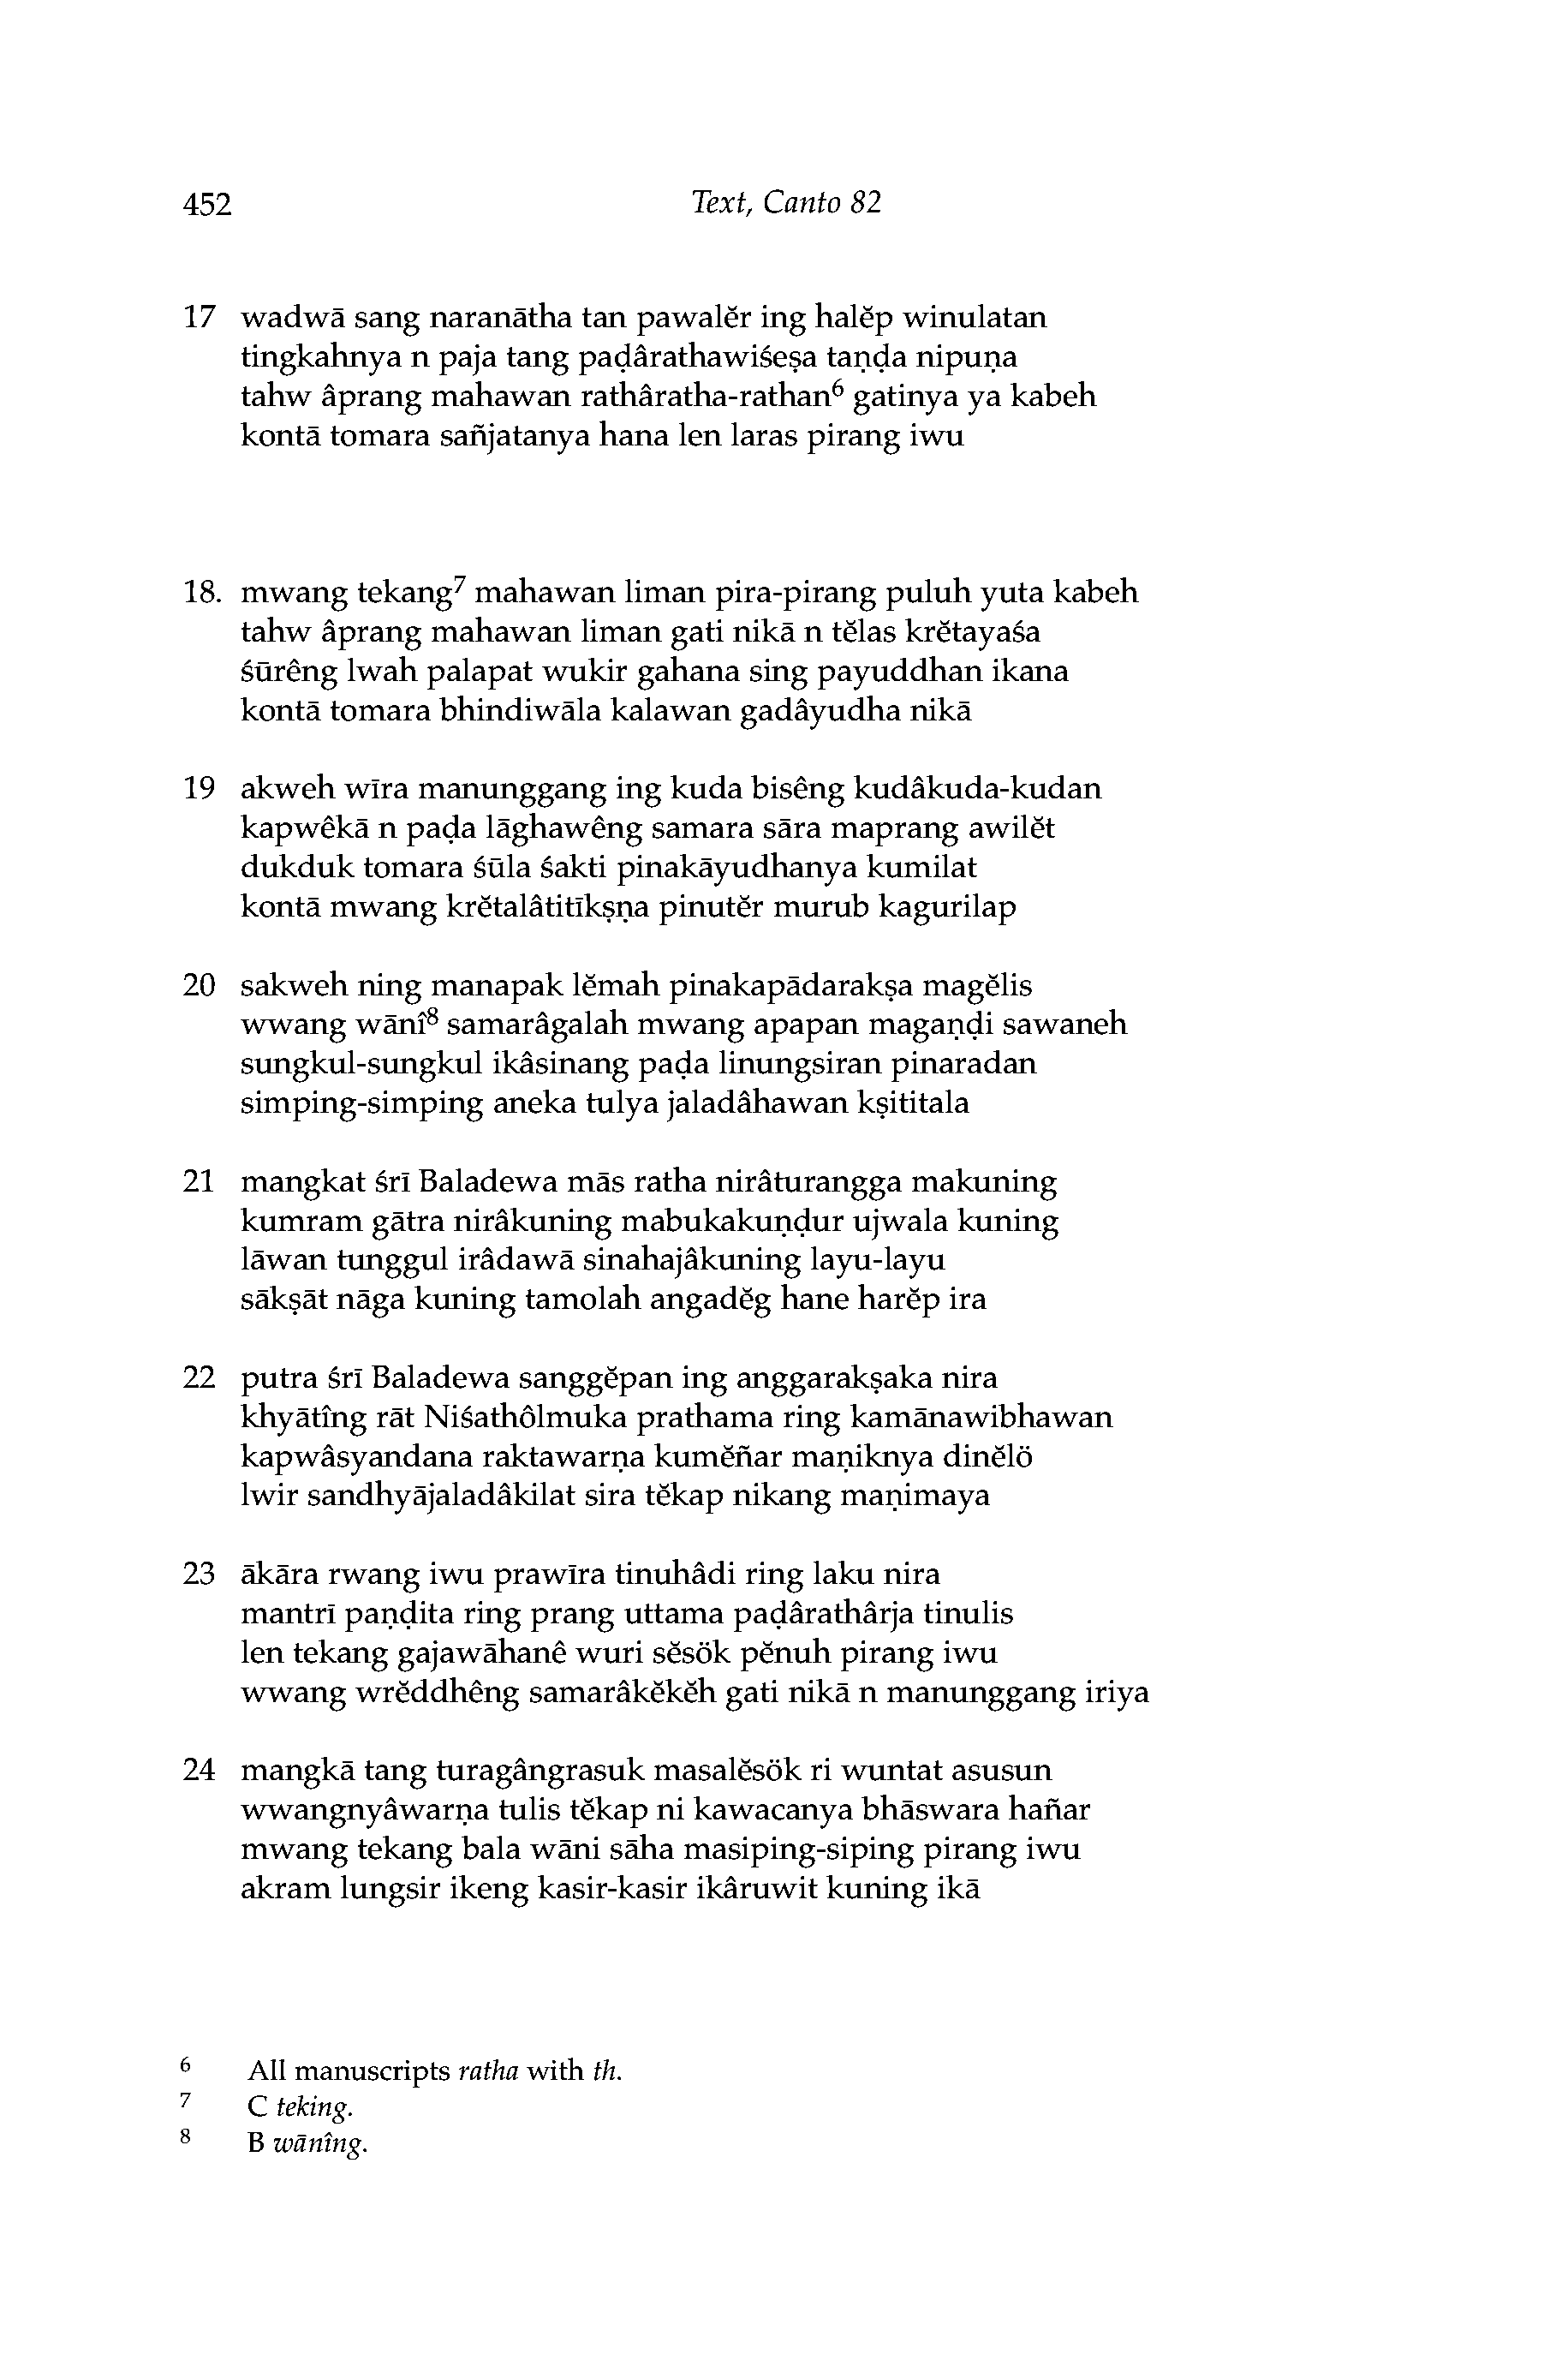 452 Text, Canto 82
17 wadwā sang naranātha tan pawalĕr ing halĕp winulatan
tingkahnya n paja tang paḍârathawiśeṣa taṇḍa nipuṇa
tahw âprang mahawan rathâratha-rathan⁶ gatinya ya kabeh
kontā tomara sañjatanya hana len laras pirang iwu
18. mwang tekang⁷ mahawan liman pira-pirang puluh yuta kabeh
tahw âprang mahawan liman gati nikā n tĕlas krĕtayaśa
śūrêng lwah palapat wukir gahana sing payuddhan ikana
kontā tomara bhindiwāla kalawan gadâyudha nikā
19 akweh wīra manunggang ing kuda bisêng kudâkuda-kudan
kapwêkā n paḍa lāghawêng samara sāra maprang awilĕt
dukduk tomara śūla śakti pinakāyudhanya kumilat
kontā mwang krĕtalâtitīkṣṇa pinutĕr murub kagurilap
20 sakweh ning manapak lĕmah pinakapādarakṣa magĕlis
wwang wānî⁸ samarâgalah mwang apapan magaṇḍi sawaneh
sungkul-sungkul ikâsinang paḍa linungsiran pinaradan
simping-simping aneka tulya jaladâhawan kṣititala
21 mangkat śrī Baladewa mās ratha nirâturangga makuning
kumram gātra nirâkuning mabukakuṇḍur ujwala kuning
lāwan tunggul irâdawā sinahajâkuning layu-layu
sākṣāt nāga kuning tamolah angadĕg hane harĕp ira
22 putra śrī Baladewa sanggĕpan ing anggarakṣaka nira
khyātîng rāt Niśathôlmuka prathama ring kamānawibhawan
kapwâsyandana raktawarṇa kumĕñar maṇiknya dinĕlö
lwir sandhyājaladâkilat sira tĕkap nikang maṇimaya
23 ākāra rwang iwu prawīra tinuhâdi ring laku nira
mantrī paṇḍita ring prang uttama paḍârathârja tinulis
len tekang gajawāhanê wuri sĕsök pĕnuh pirang iwu
wwang wrĕddhêng samarâkĕkĕh gati nikā n manunggang iriya
24 mangkā tang turagângrasuk masalĕsök ri wuntat asusun
wwangnyâwarṇa tulis tĕkap ni kawacanya bhāswara hañar
mwang tekang bala wāni sāha masiping-siping pirang iwu
akram lungsir ikeng kasir-kasir ikâruwit kuning ikā
⁶ All manuscripts ratha with th.
⁷ C teking.
⁸ B wānîng.